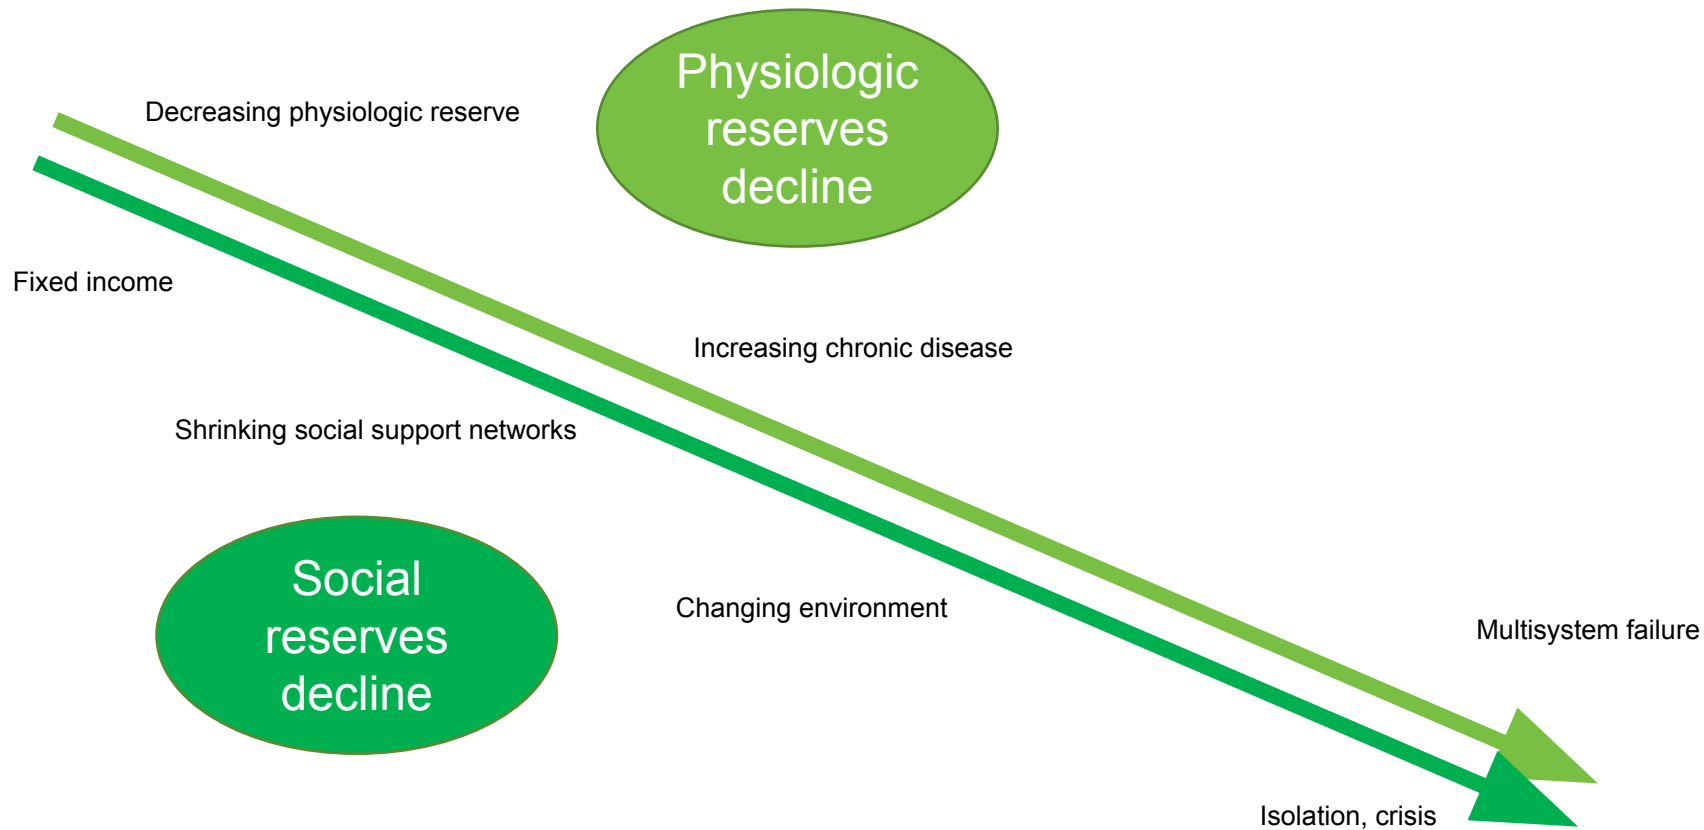 Physiologic
reserves
decline
Decreasing physiologic reserve
Fixed income
Increasing chronic disease
Shrinking social support networks
Social
reserves
decline
Changing environment
Multisystem failure
Isolation, crisis